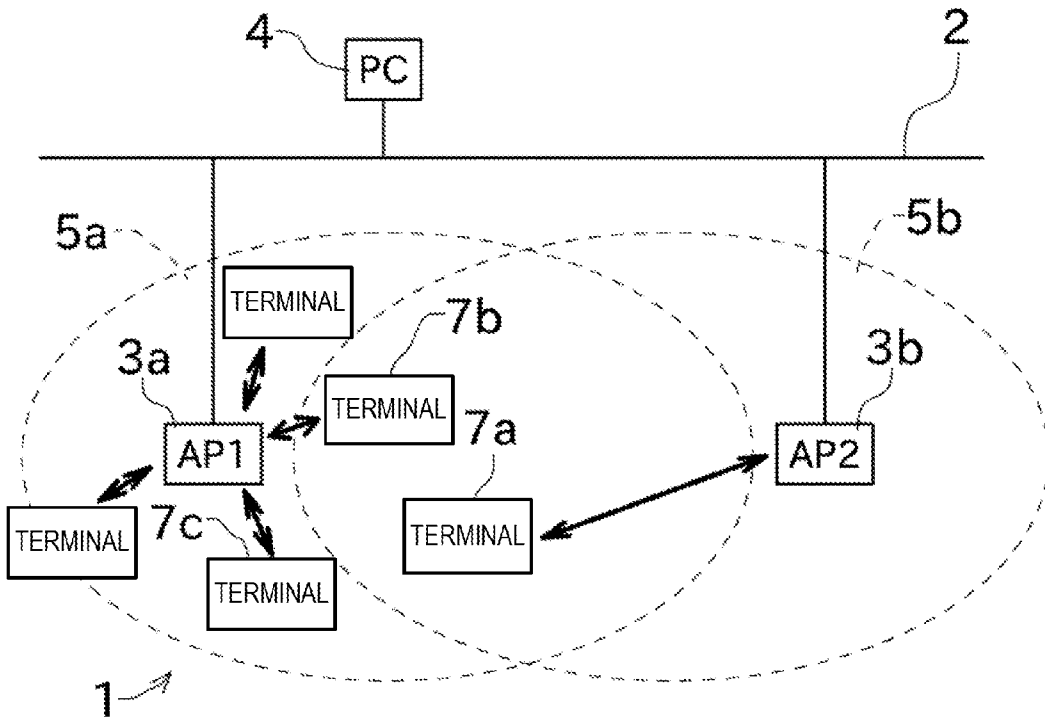 4
PC
2
5a
5b
TERMINAL
7b
3a
TERMINAL
3b
7a
AP1
AP2
TERMINAL
7c
TERMINAL
TERMINAL
1